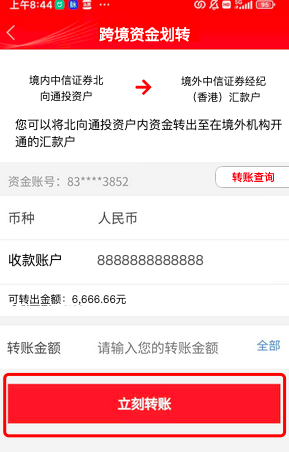 上午8:44
5G
95
跨境资金划转
境内中信证券北
向通投资户
境外中信证券经纪
（香港）汇款户
您可以将北向通投资户内资金转出至在境外机构开
通的汇款户
资金账号：83****3852
转账查询
币种 人民币
收款账户 8888888888888
可转出金额：6,666.66元
转账金额 请输入您的转账金额 全部
立刻转账